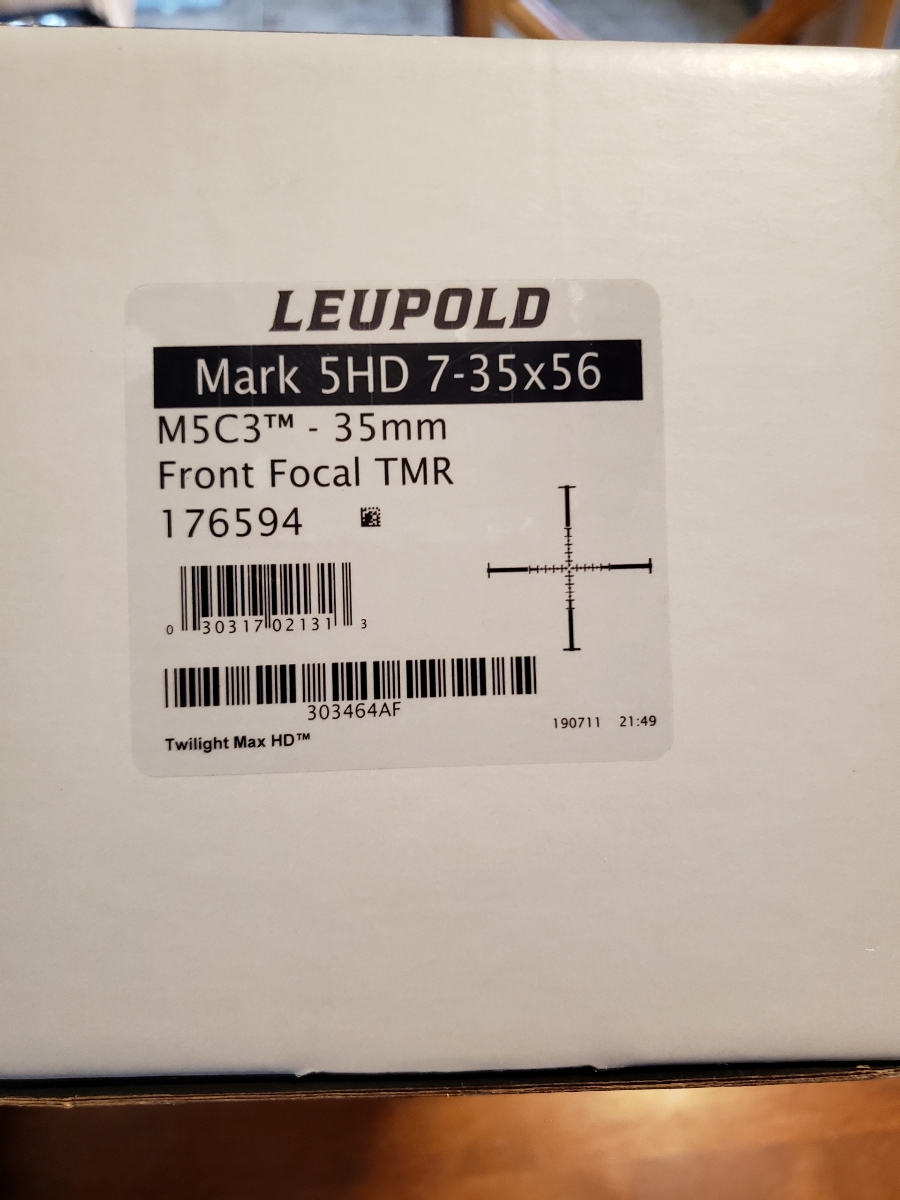 LEUPOLD
Mark 5HD 7-35x56
M5C3™ - 35mm
Front Focal TMR
176594
0 30317 02131 3
303464AF
190711 21:49
Twilight Max HD™